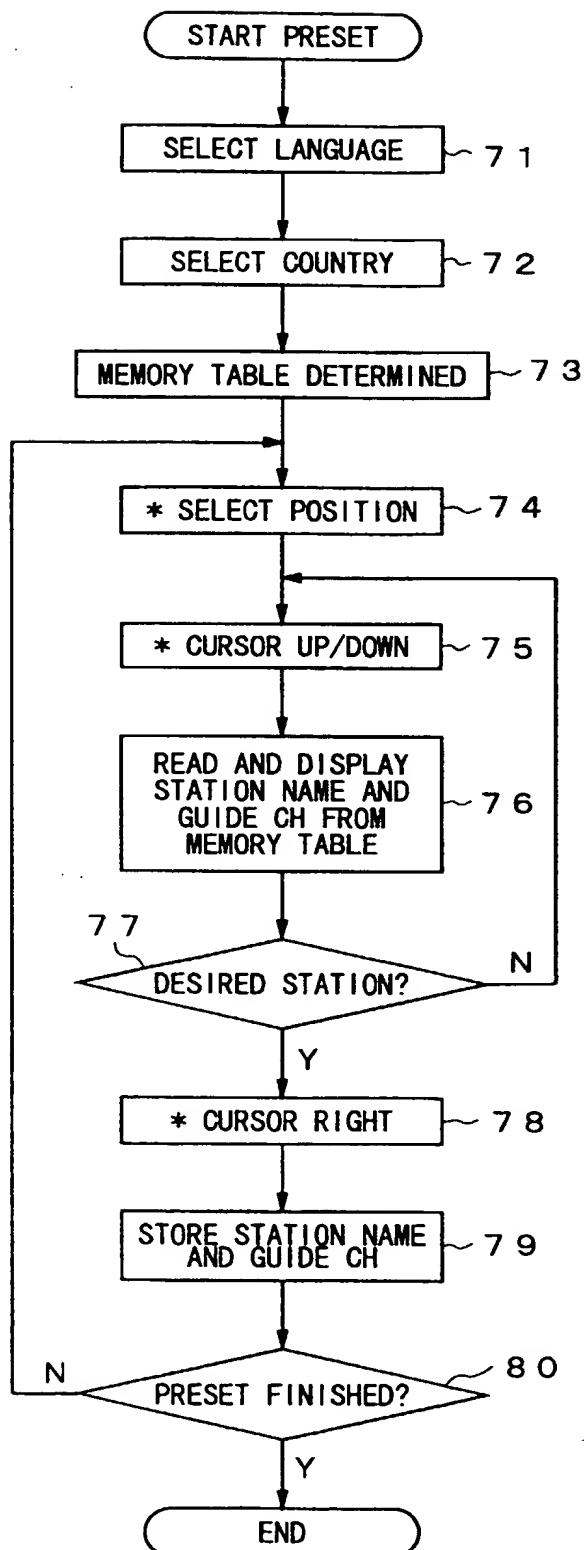 START PRESET
SELECT LANGUAGE
71
SELECT COUNTRY
72
MEMORY TABLE DETERMINED
73
* SELECT POSITION
74
* CURSOR UP/DOWN
75
READ AND DISPLAY
STATION NAME AND
GUIDE CH FROM
MEMORY TABLE
76
77
DESIRED STATION?
N
Y
* CURSOR RIGHT
78
STORE STATION NAME
AND GUIDE CH
79
N
PRESET FINISHED?
80
Y
END